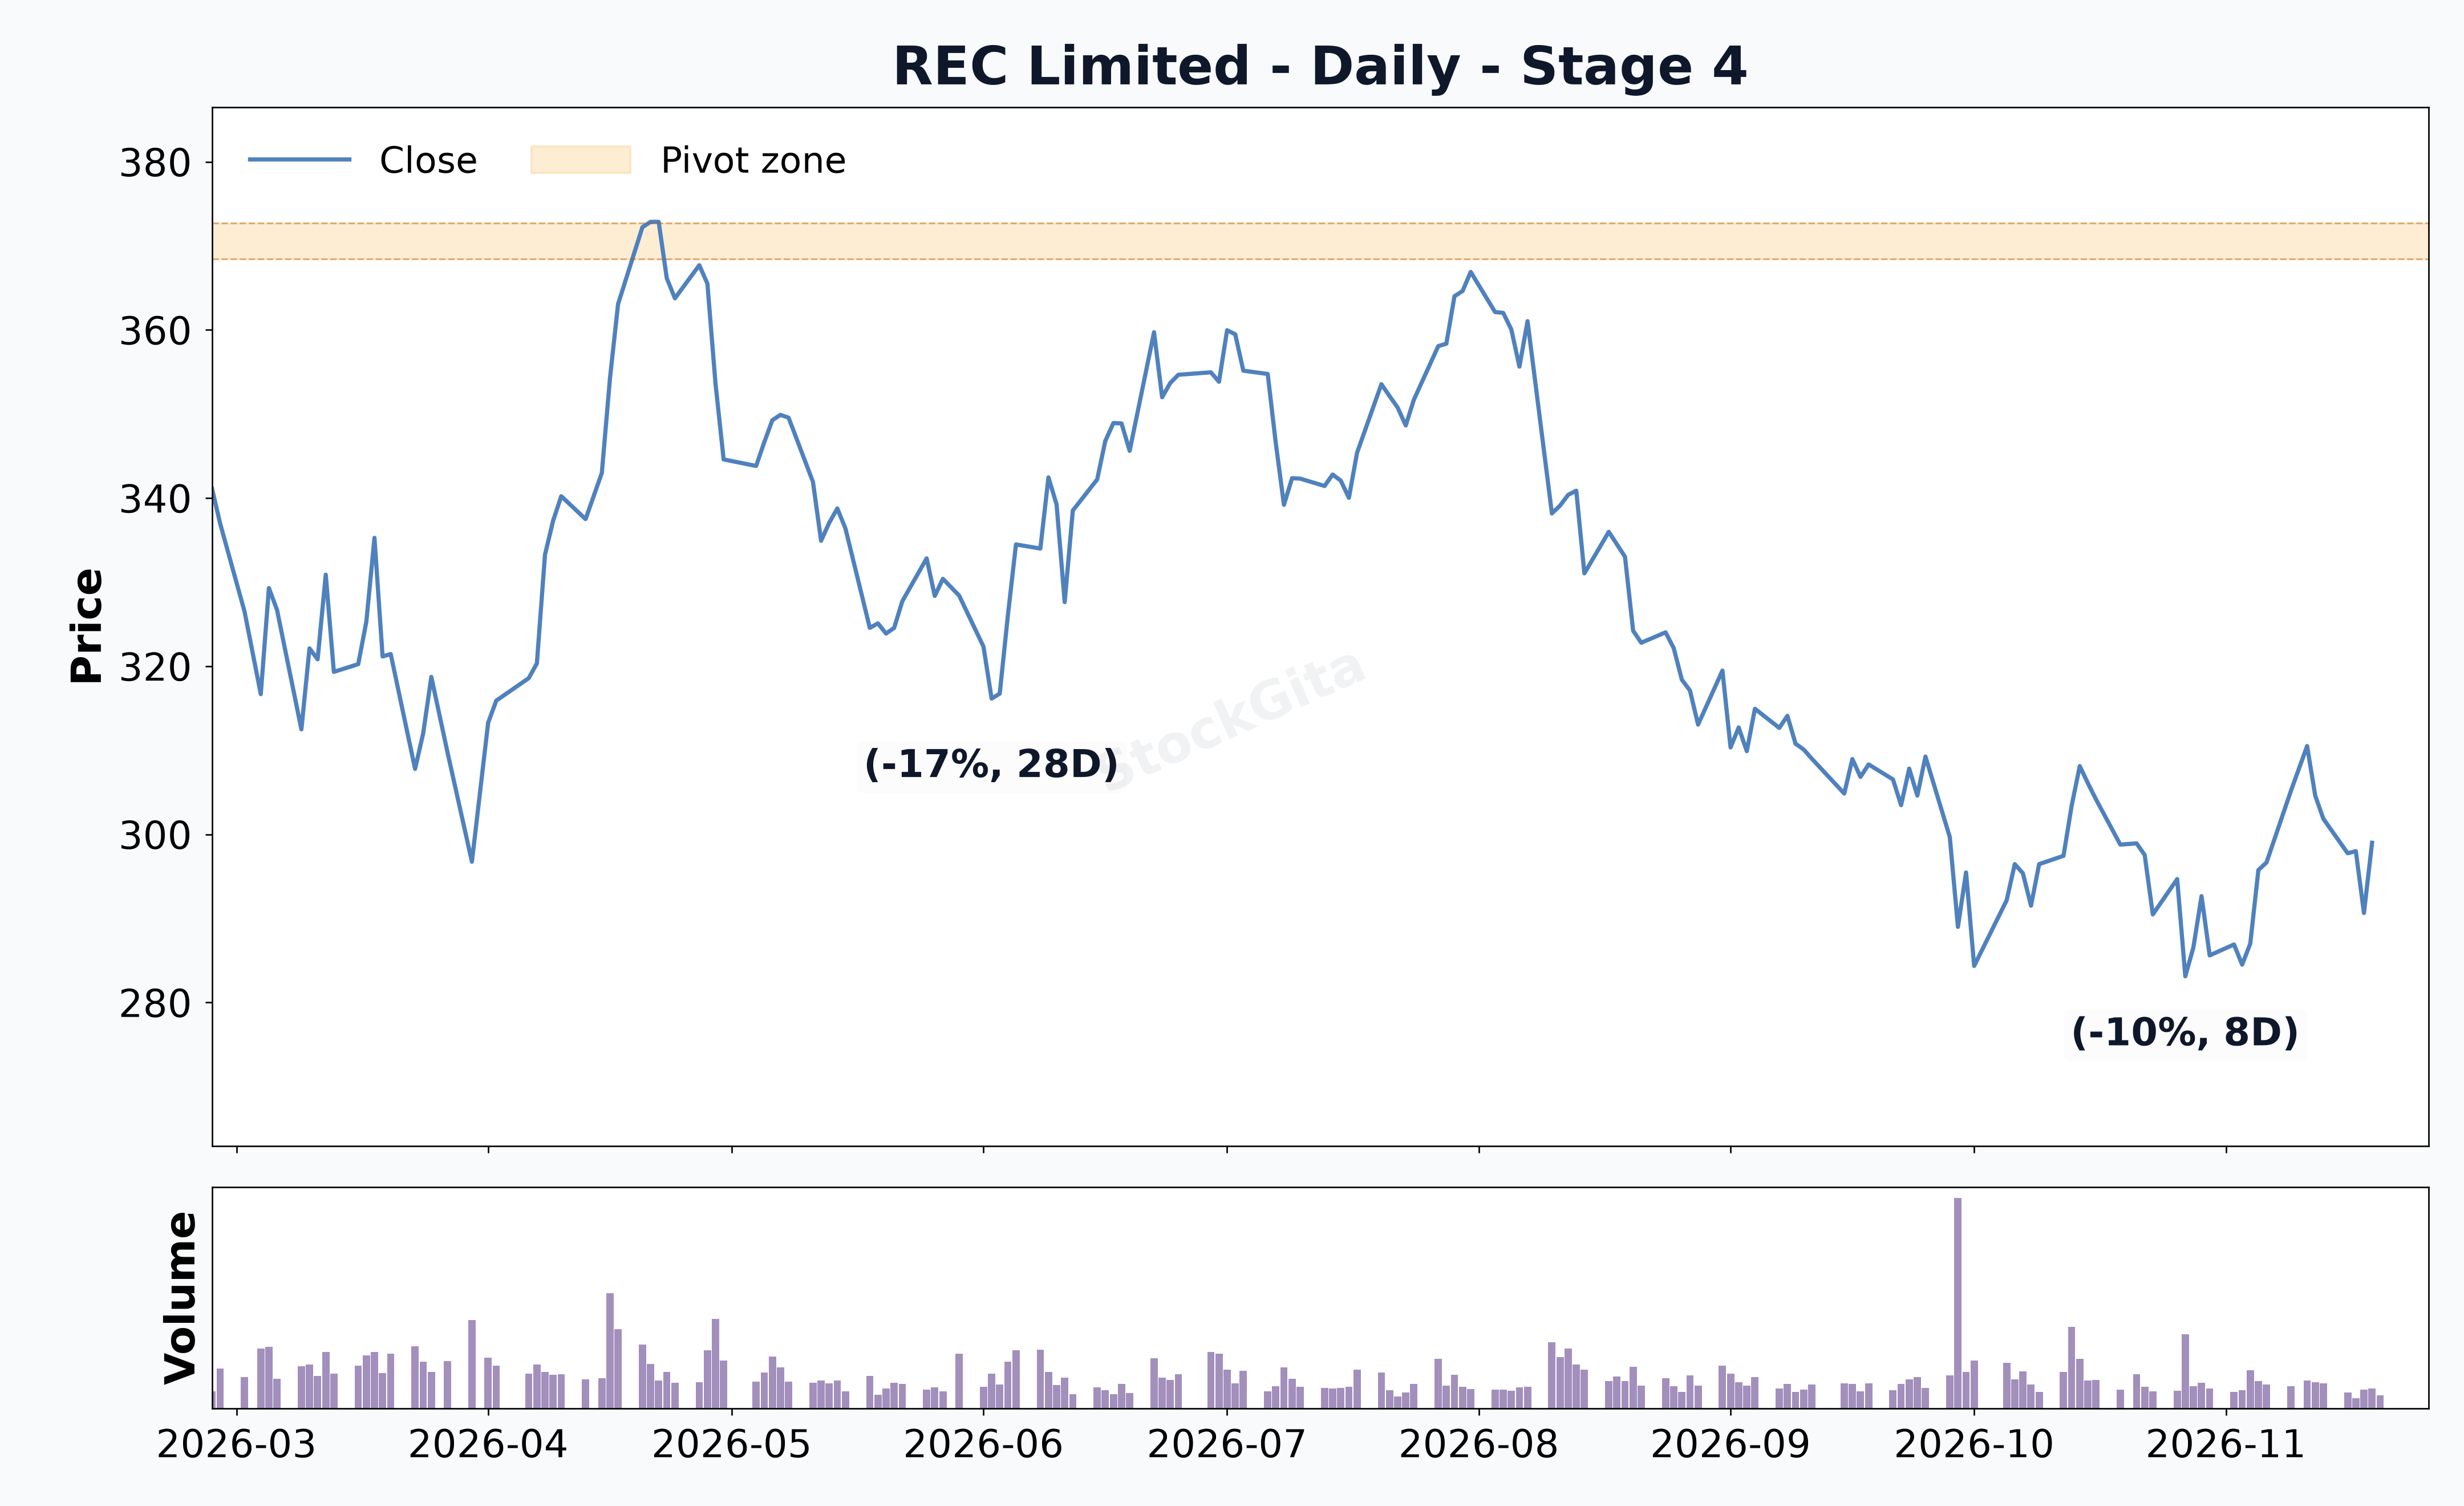 REC Limited - Daily - Stage 4
Close
Pivot zone
Price
380
360
340
320
300
280
StockGita
(-17%, 28D)
(-10%, 8D)
Volume
2026-03
2026-04
2026-05
2026-06
2026-07
2026-08
2026-09
2026-10
2026-11